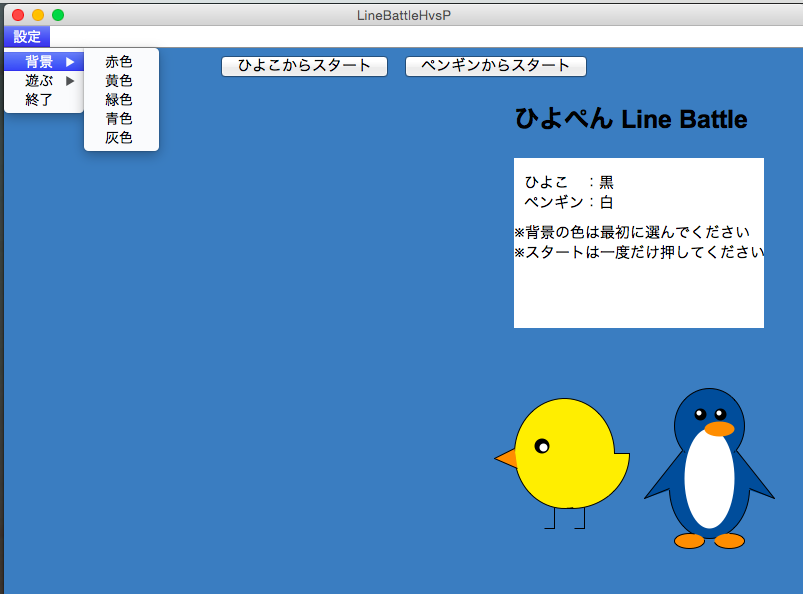 LineBattleHvsP
設定
背景
遊ぶ
終了
赤色
黄色
緑色
青色
灰色
ひよこからスタート
ペンギンからスタート
ひよぺん Line Battle
ひよこ　：黒
ペンギン：白
※背景の色は最初に選んでください
※スタートは一度だけ押してください